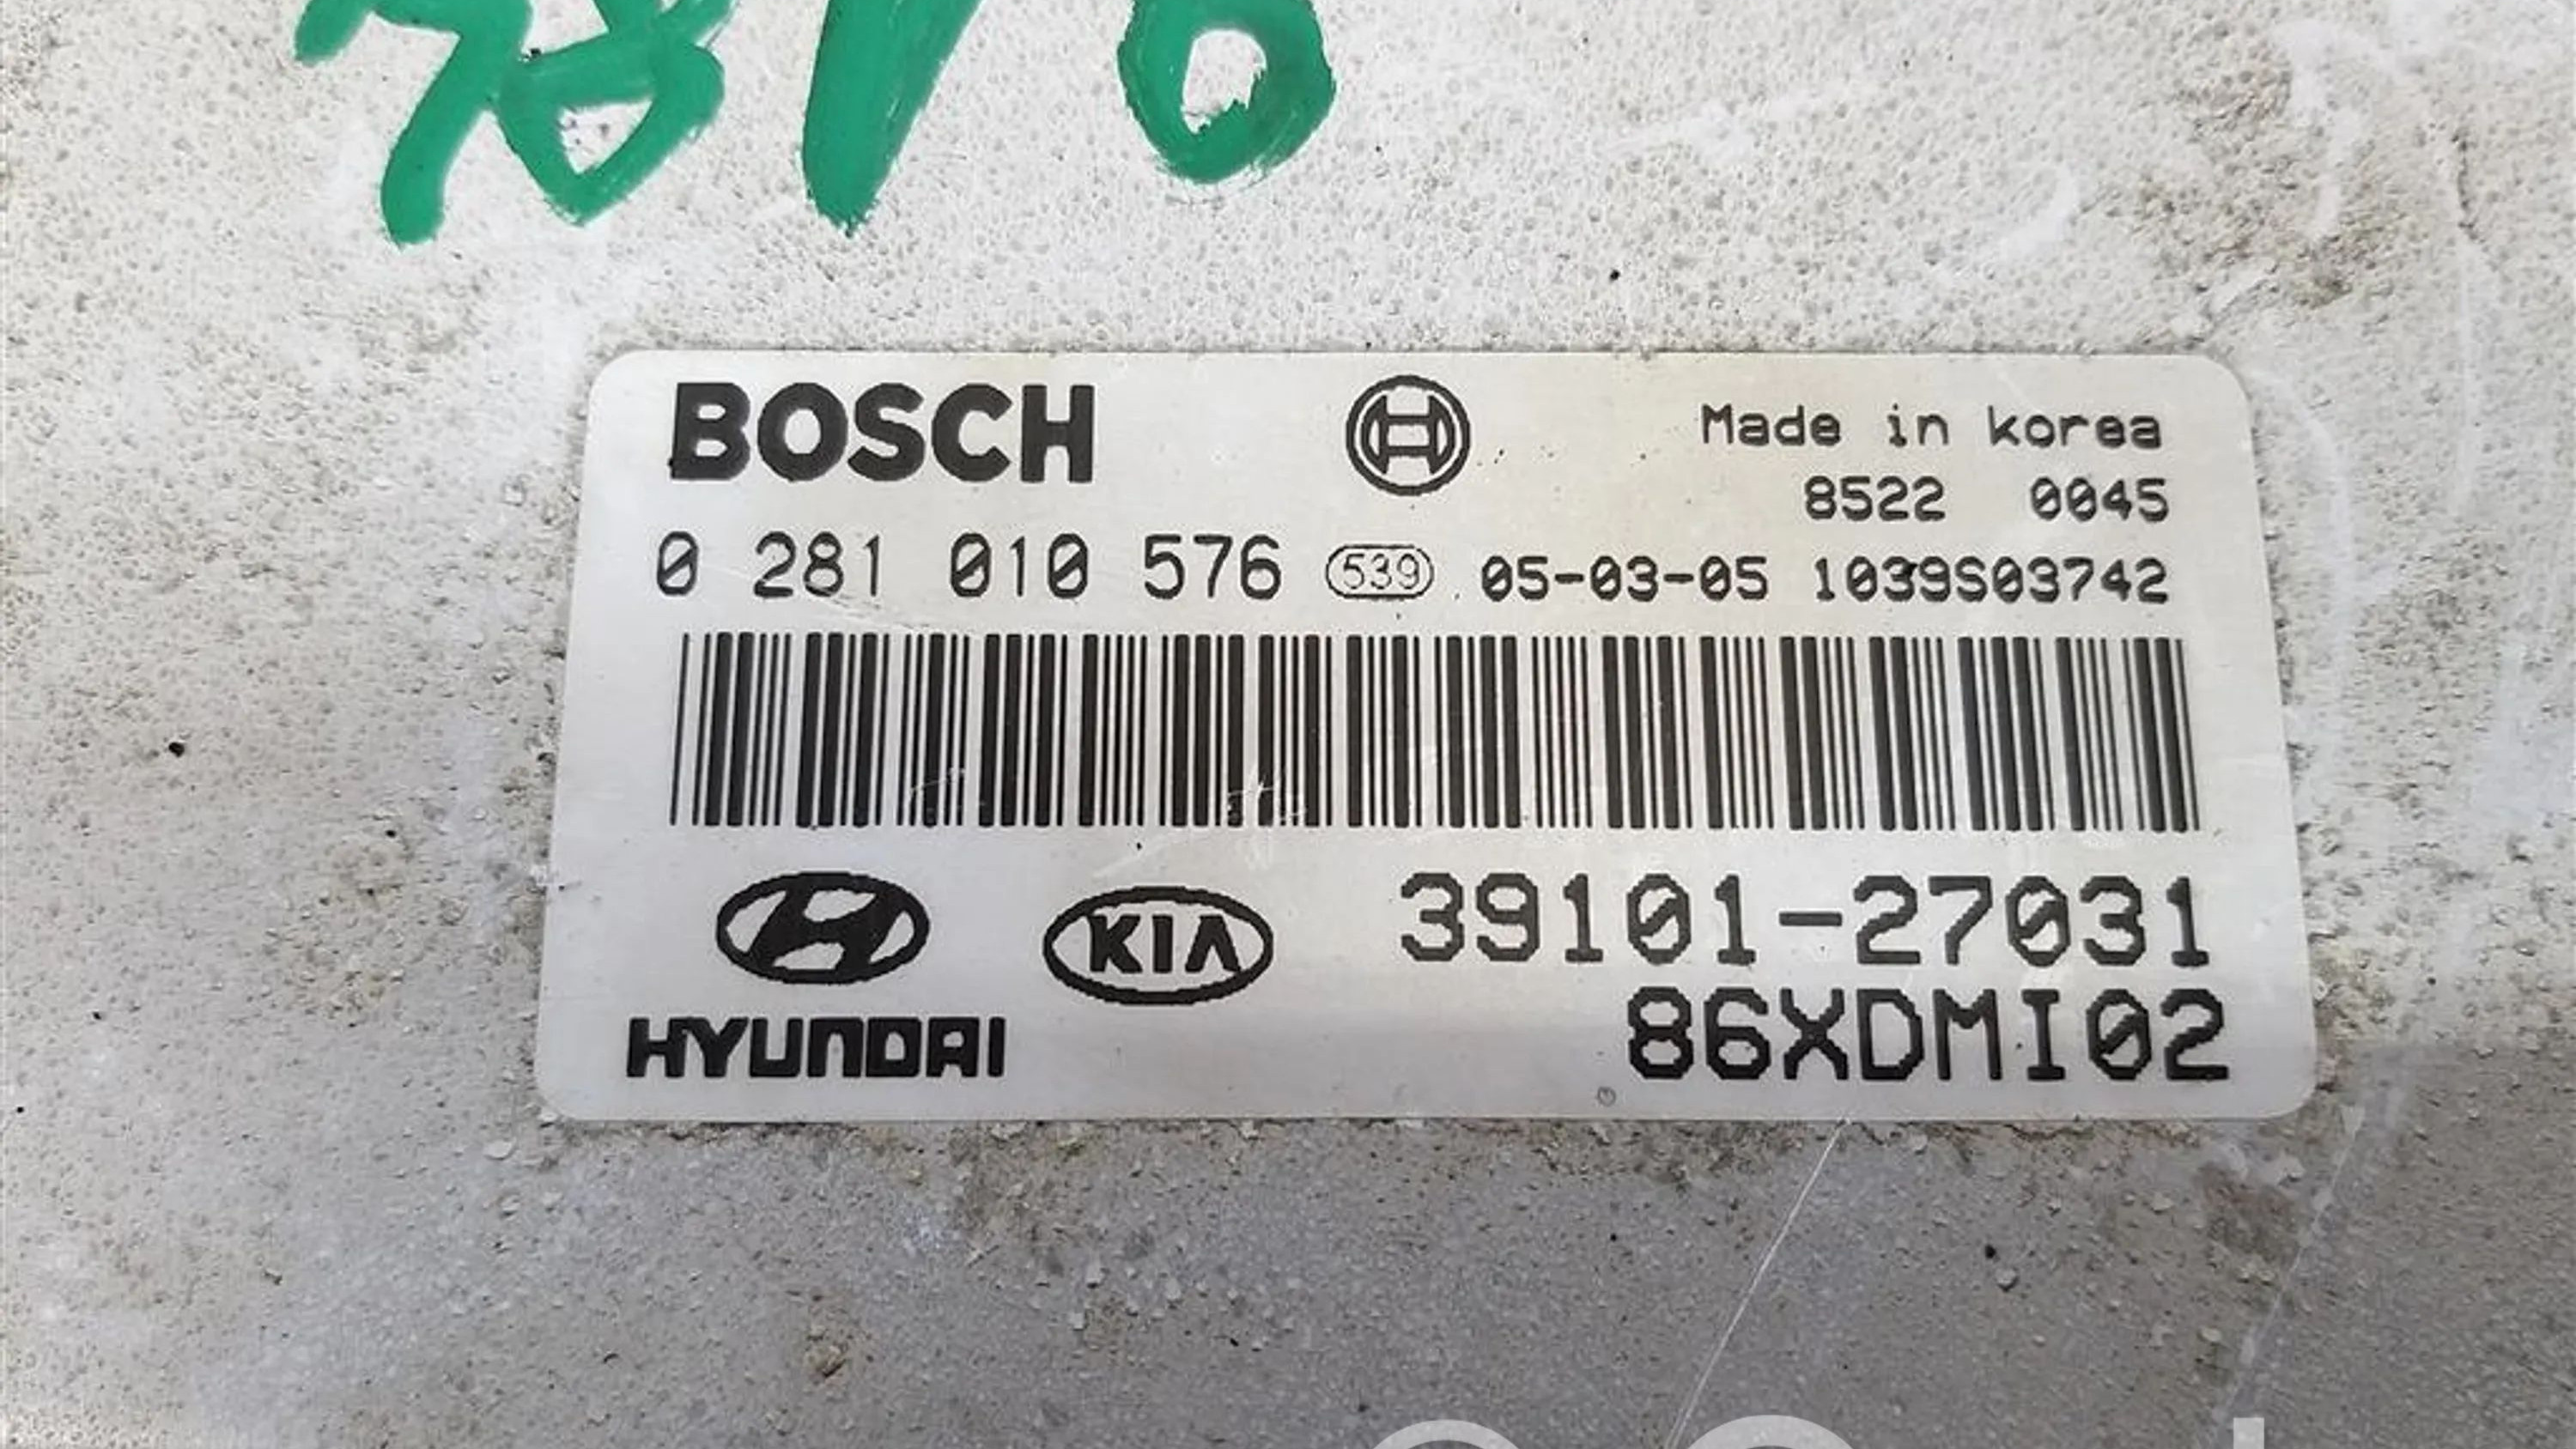 BOSCH
Made in korea
8522 0045
0 281 010 576 539 05-03-05 1039S03742
39101-27031
KIA
86XDMI02
HYUNDAI